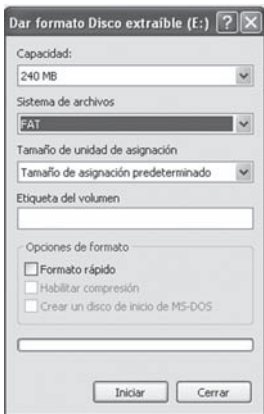 Dar formato Disco extraíble (E:)
Capacidad:
240 MB
Sistema de archivos
FAT
Tamaño de unidad de asignación
Tamaño de asignación predeterminado
Etiqueta del volumen
Opciones de formato
Formato rápido
Habilitar compresión
Crear un disco de inicio de MS-DOS
Iniciar Cerrar